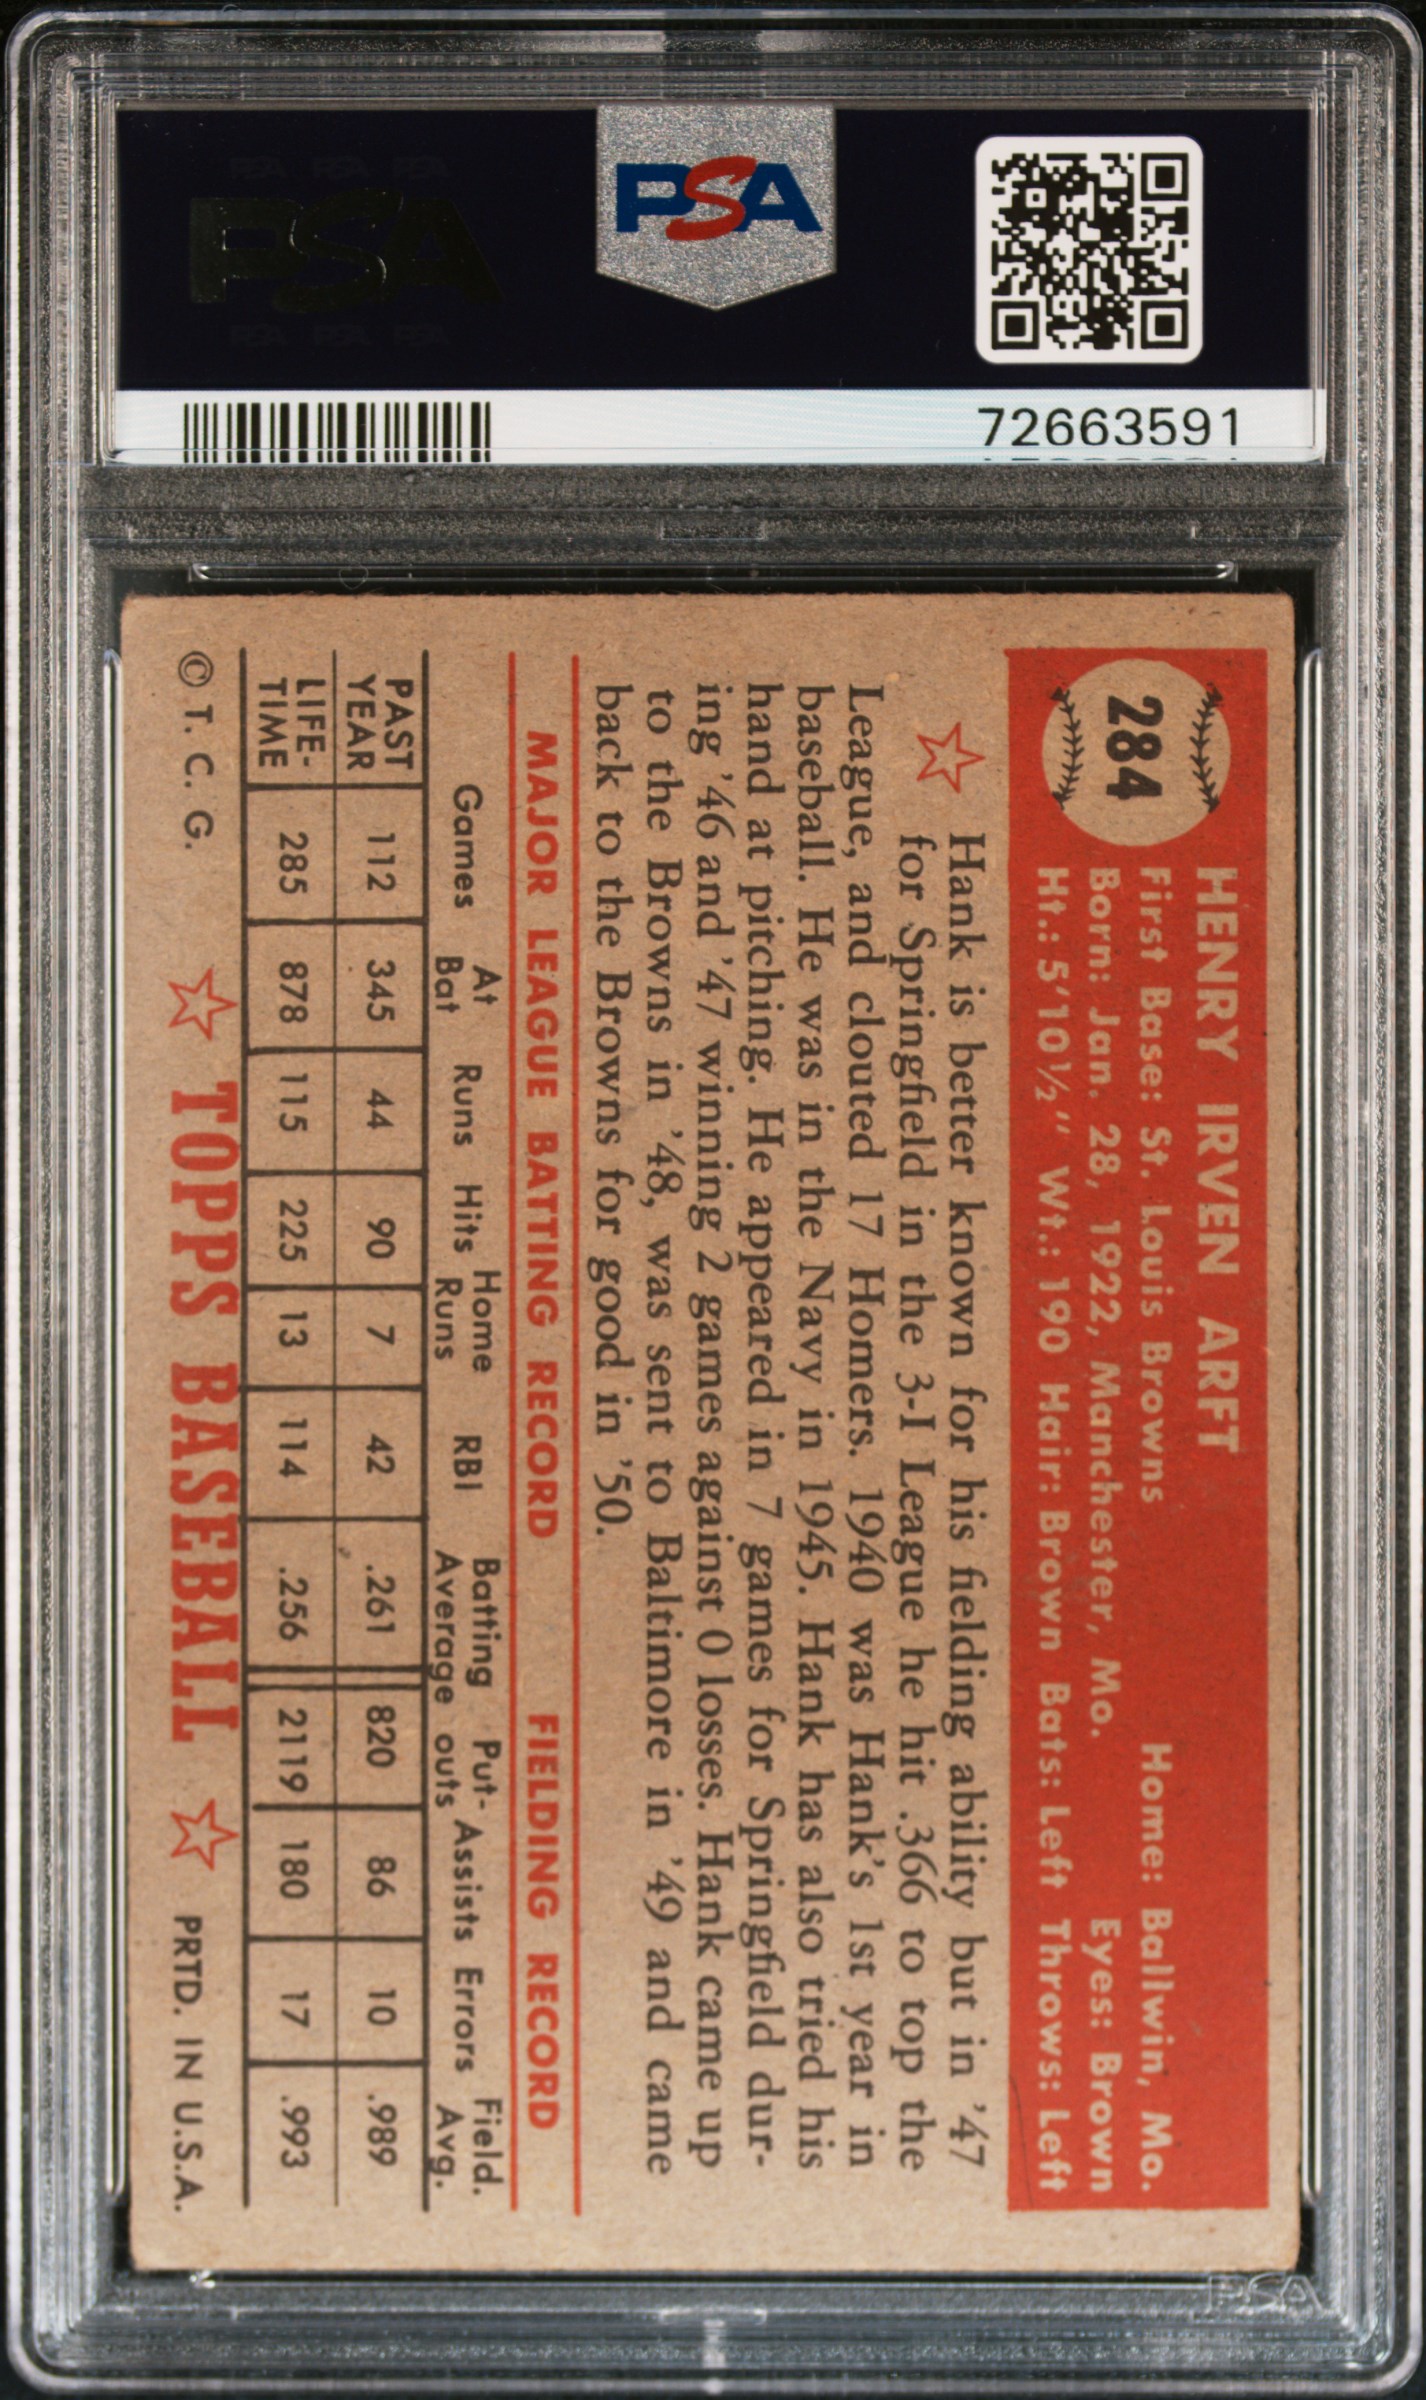 PSA
PSA
72663591
284
HENRY IRVEN ARFT
First Base: St. Louis Browns Home: Ballwin, Mo.
Born: Jan. 28, 1922, Manchester, Mo. Eyes: Brown
Ht.: 5'10½" Wt.: 190 Hair: Brown Bats: Left Throws: Left
Hank is better known for his fielding ability but in '47
for Springfield in the 3-I League he hit .366 to top the
League, and clouted 17 Homers. 1940 was Hank's 1st year in
baseball. He was in the Navy in 1945. Hank has also tried his
hand at pitching. He appeared in 7 games for Springfield dur-
ing '46 and '47 winning 2 games against 0 losses. Hank came up
to the Browns in '48, was sent to Baltimore in '49 and came
back to the Browns for good in '50.
MAJOR LEAGUE BATTING RECORD FIELDING RECORD
Games At Bat Runs Hits Home Runs RBI Batting Average Put-outs Assists Errors Field. Avg.
PAST YEAR 112 345 44 90 7 42 .261 820 86 10 .989
LIFE-TIME 285 878 115 225 13 114 .256 2119 180 17 .993
© T. C. G. TOPPS BASEBALL PRTD. IN U.S.A.
PSA